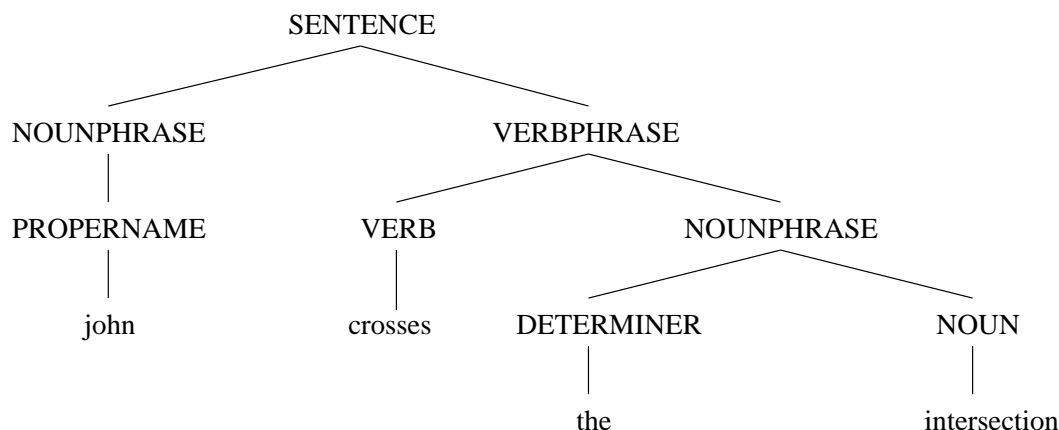 SENTENCE
NOUNPHRASE VERBPHRASE
PROPERNAME VERB NOUNPHRASE
john crosses DETERMINER NOUN
the intersection